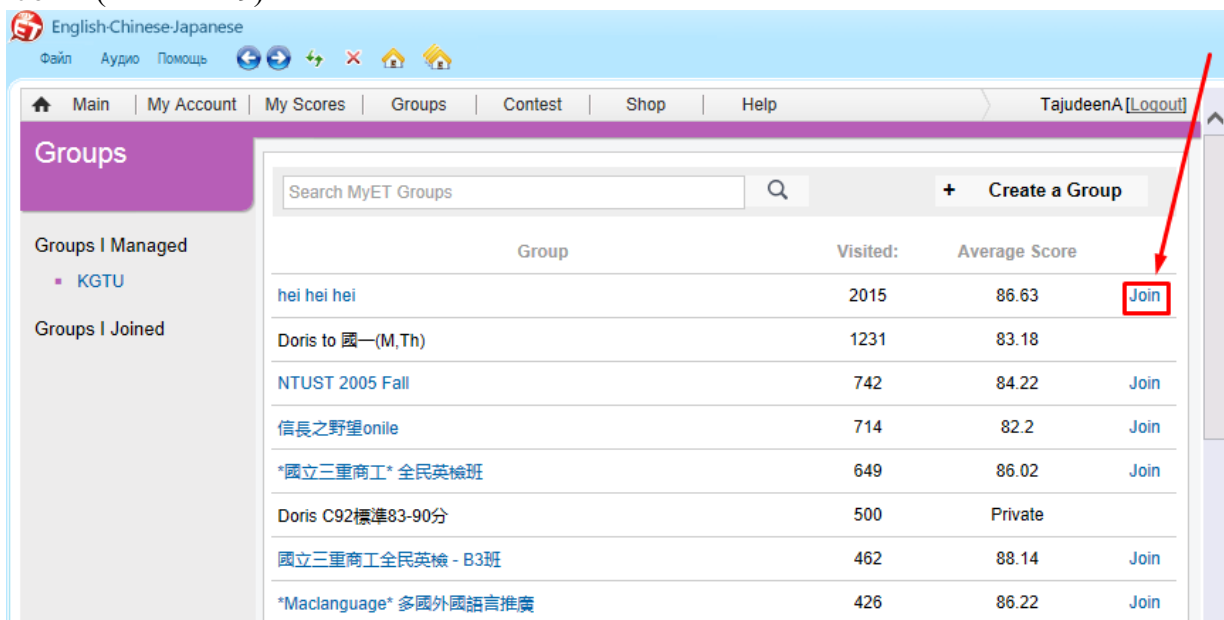 English-Chinese-Japanese
Файл Аудио Помощь
Main | My Account | My Scores | Groups | Contest | Shop | Help TajudeenA [Logout]
Groups
Search MyET Groups + Create a Group
Groups I Managed
KGTU
Groups I Joined
Group Visited: Average Score
hei hei hei 2015 86.63 Join
Doris to 國一(M,Th) 1231 83.18
NTUST 2005 Fall 742 84.22 Join
信長之野望onile 714 82.2 Join
*國立三重商工* 全民英檢班 649 86.02 Join
Doris C92標準83-90分 500 Private
國立三重商工全民英檢 - B3班 462 88.14 Join
*Maclanguage* 多國外國語言推廣 426 86.22 Join